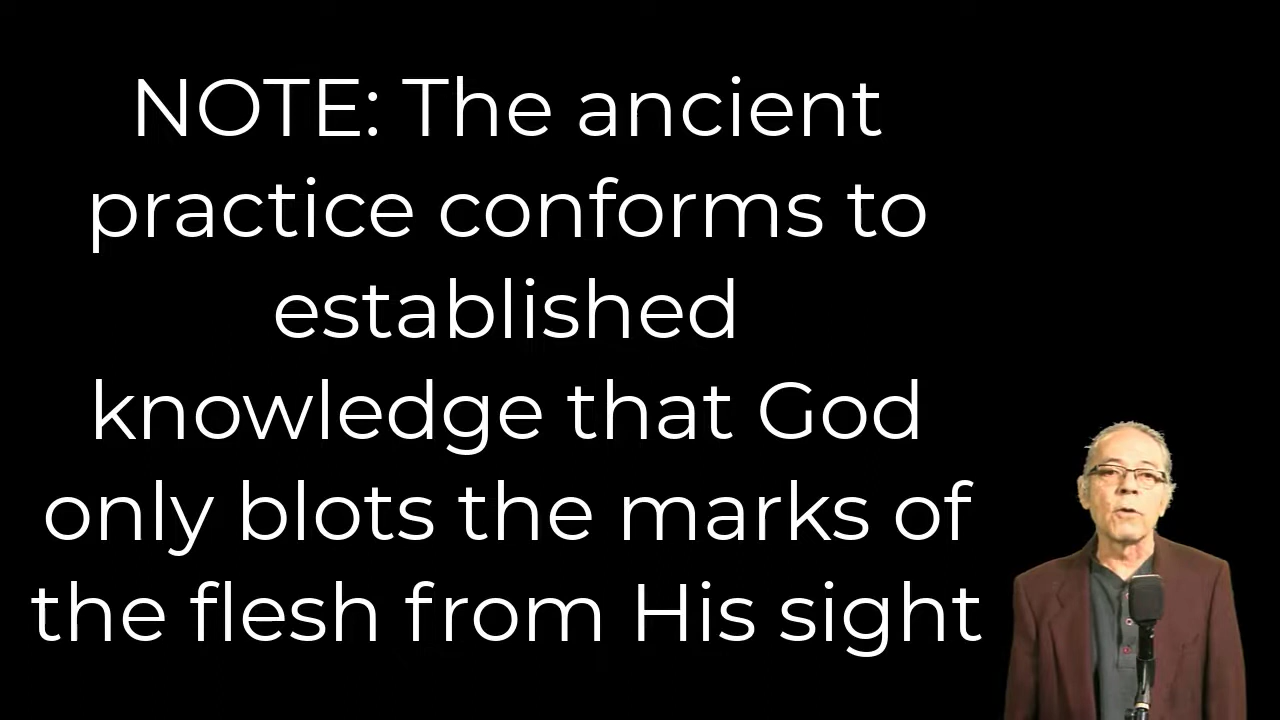 NOTE: The ancient
practice conforms to
established
knowledge that God
only blots the marks of
the flesh from His sight